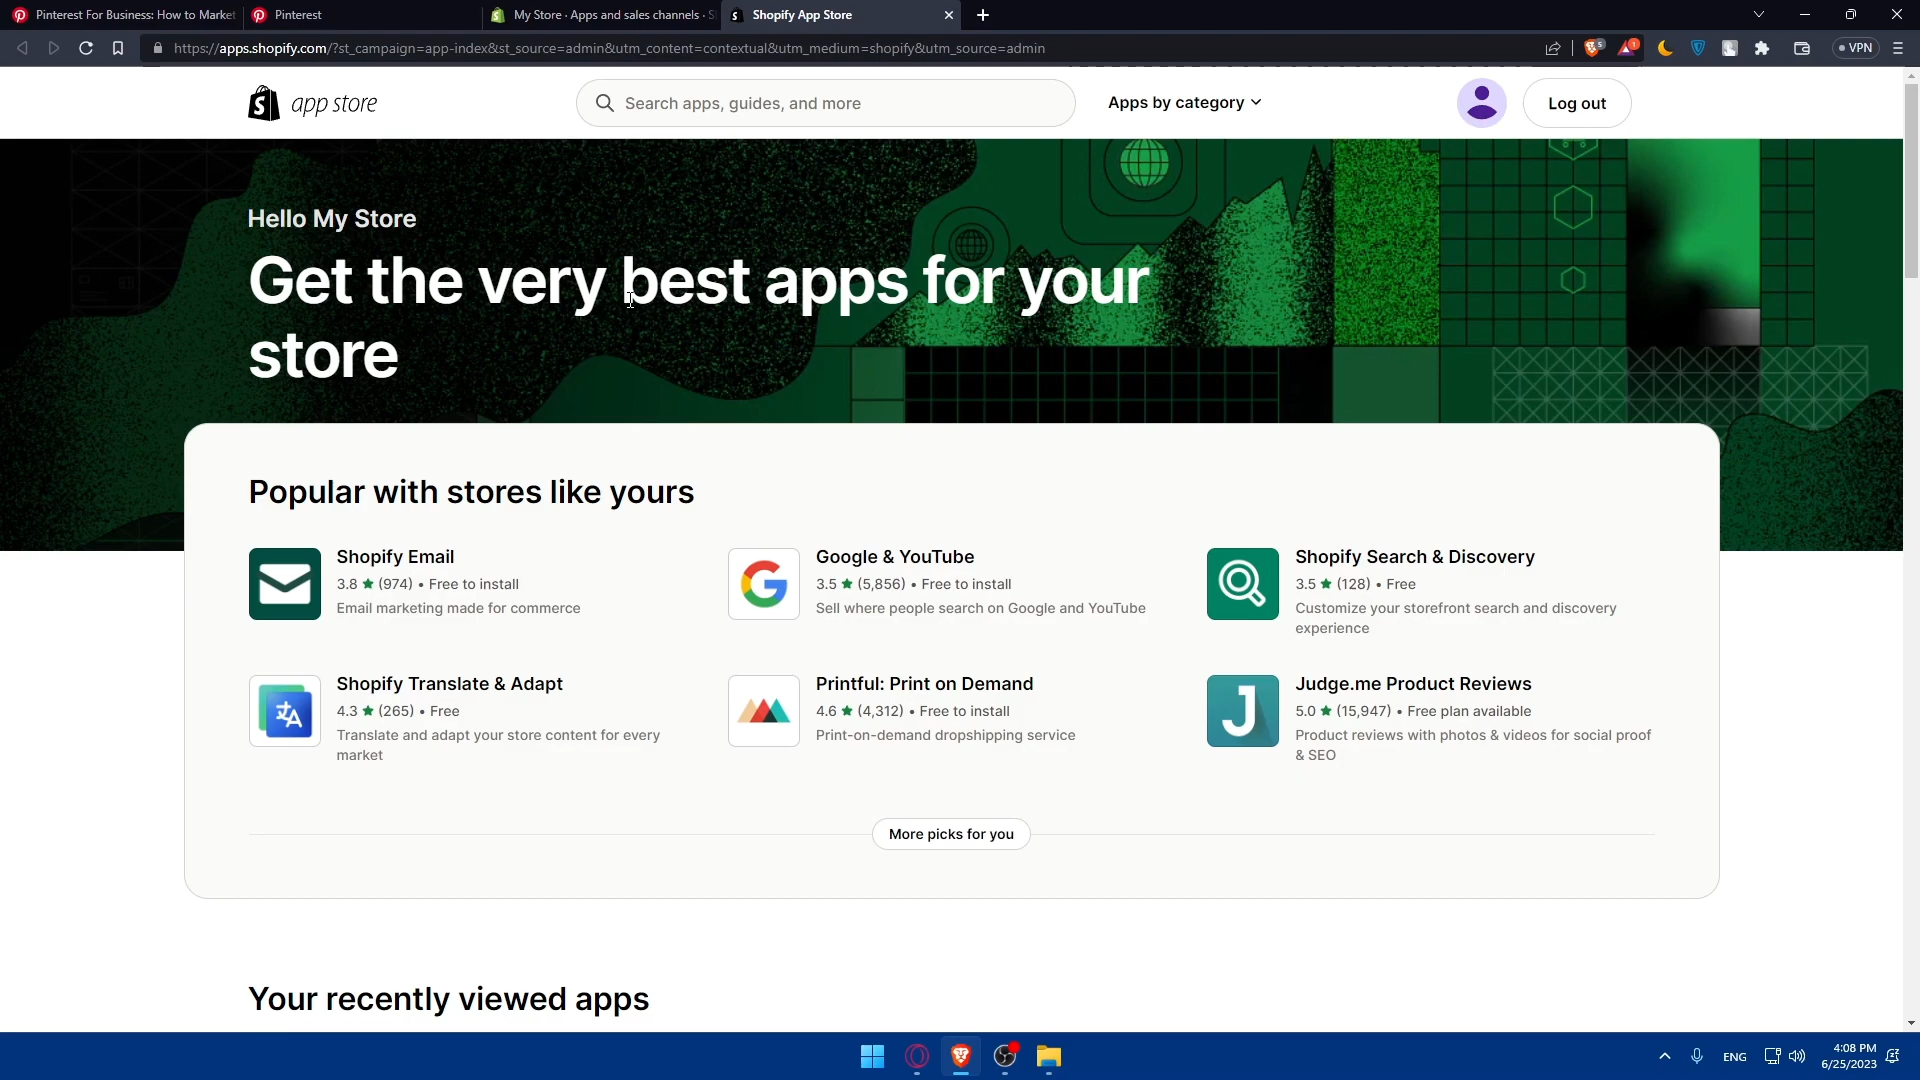 Pinterest For Business: How to Market
Pinterest
My Store · Apps and sales channels · S
Shopify App Store
https://apps.shopify.com/?st_campaign=app-index&st_source=admin&utm_content=contextual&utm_medium=shopify&utm_source=admin
5
1
VPN
app store
Search apps, guides, and more
Apps by category
Log out
Hello My Store
Get the very best apps for your
store
Popular with stores like yours
Shopify Email
3.8 ★ (974) • Free to install
Email marketing made for commerce
Google & YouTube
3.5 ★ (5,856) • Free to install
Sell where people search on Google and YouTube
Shopify Search & Discovery
3.5 ★ (128) • Free
Customize your storefront search and discovery
experience
Shopify Translate & Adapt
4.3 ★ (265) • Free
Translate and adapt your store content for every
market
Printful: Print on Demand
4.6 ★ (4,312) • Free to install
Print-on-demand dropshipping service
Judge.me Product Reviews
5.0 ★ (15,947) • Free plan available
Product reviews with photos & videos for social proof
& SEO
More picks for you
Your recently viewed apps
ENG
4:08 PM
6/25/2023